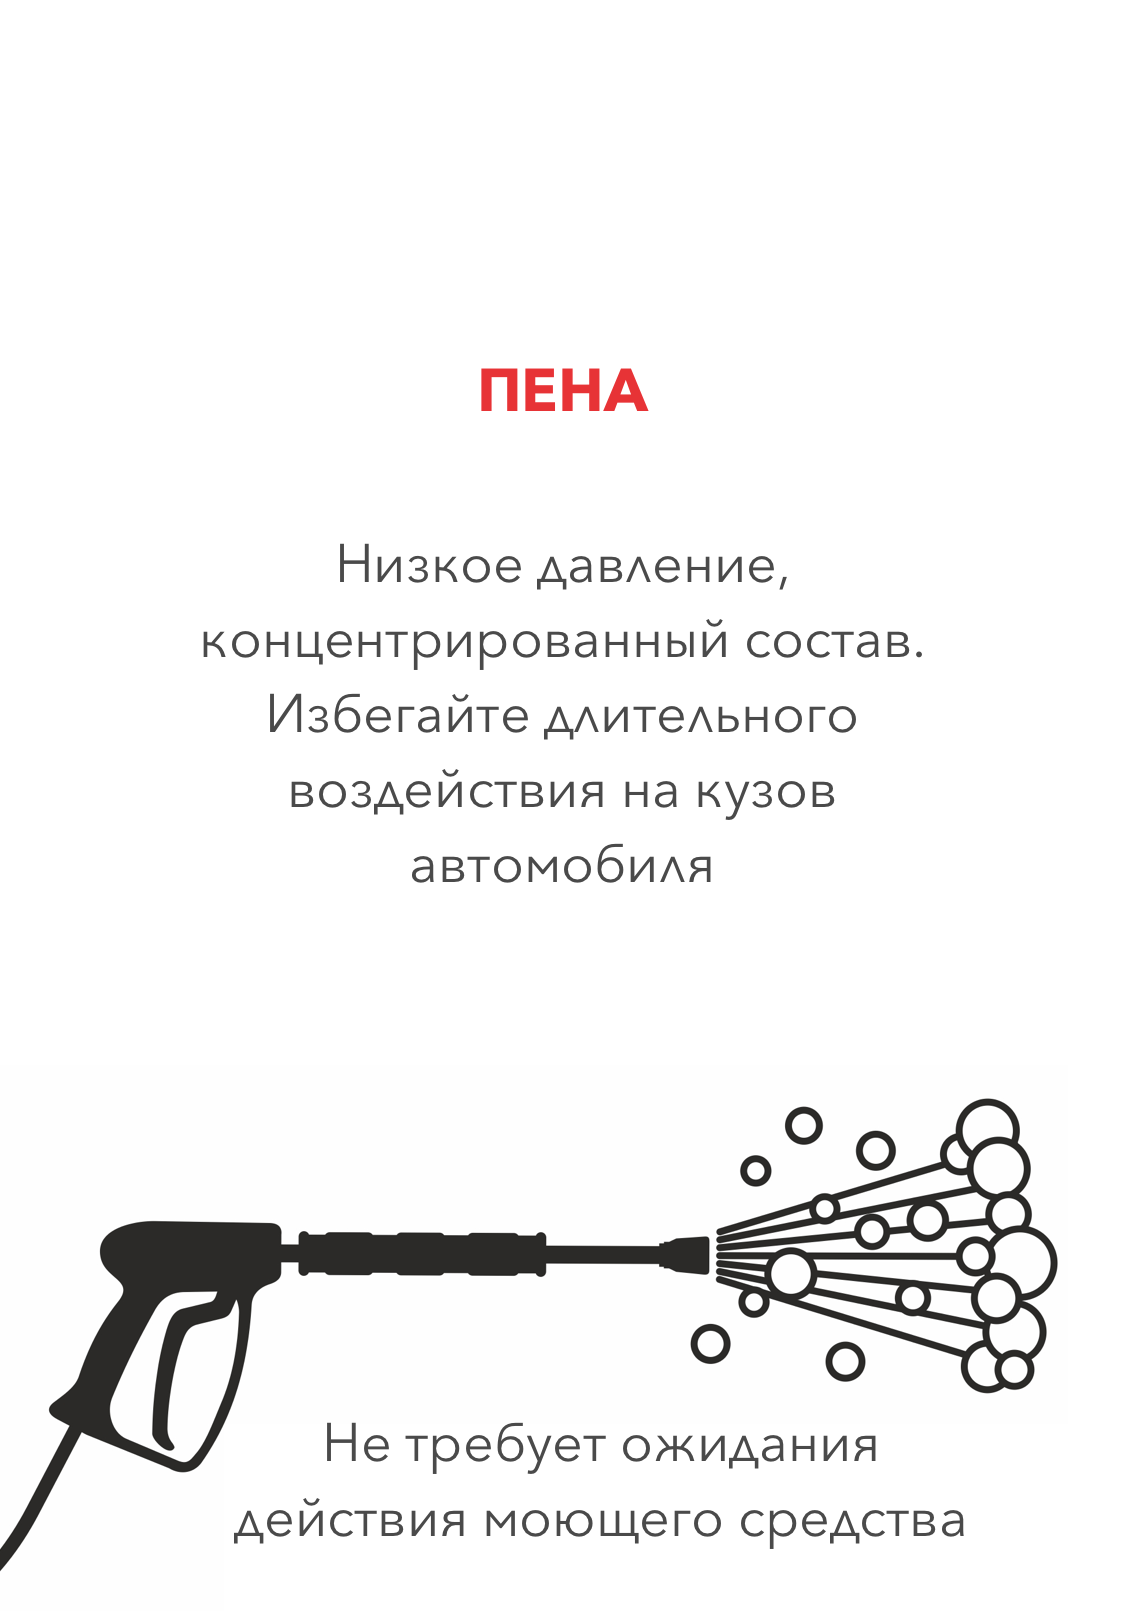 ПЕНА
Низкое давление,
концентрированный состав.
Избегайте длительного
воздействия на кузов
автомобиля
Не требует ожидания
действия моющего средства